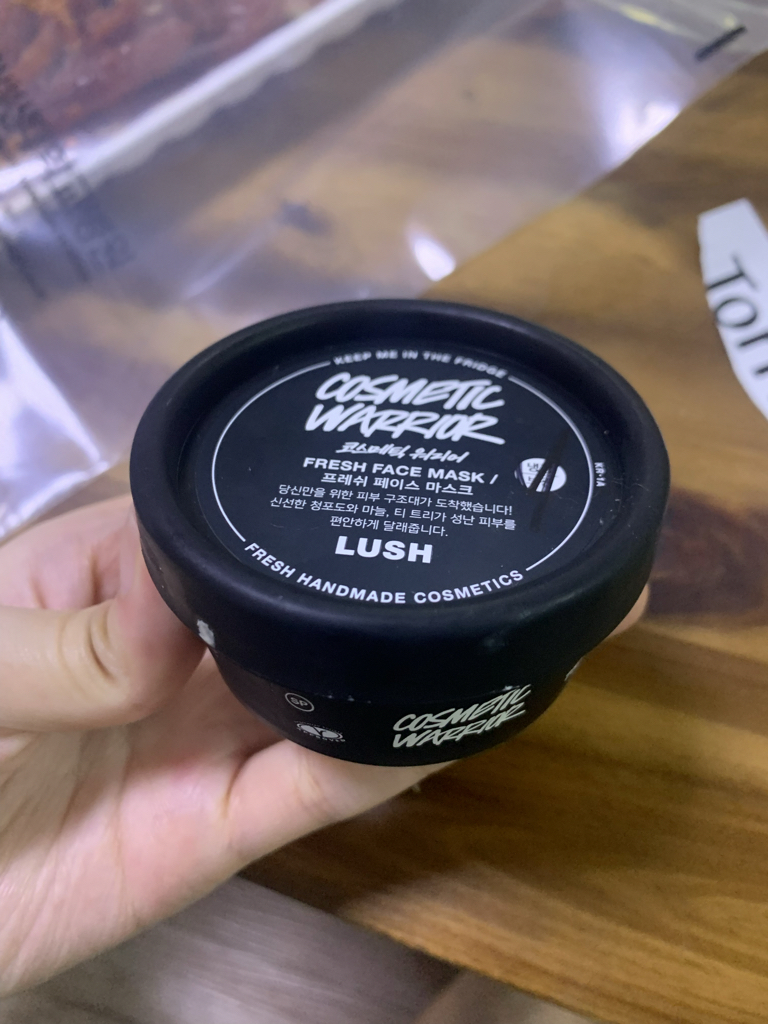 KEEP ME IN THE FRIDGE
COSMETIC
WARRIOR
코스메틱 워리어
FRESH FACE MASK /
프레쉬 페이스 마스크
당신만을 위한 피부 구조대가 도착했습니다!
신선한 청포도와 마늘, 티 트리가 성난 피부를
편안하게 달래줍니다.
LUSH
FRESH HANDMADE COSMETICS
SP
COSMETIC
WARRIOR